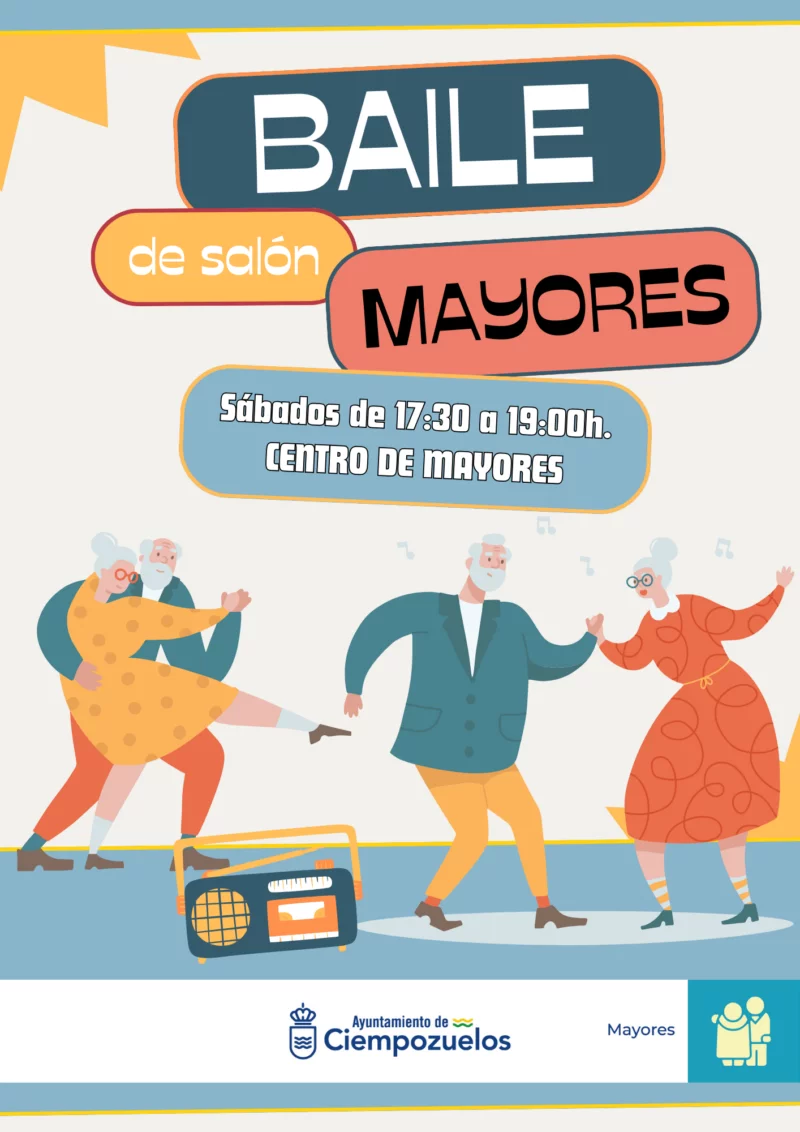 BAILE
de salón
MAYORES
Sábados de 17:30 a 19:00h.
CENTRO DE MAYORES
Ayuntamiento de
Ciempozuelos
Mayores